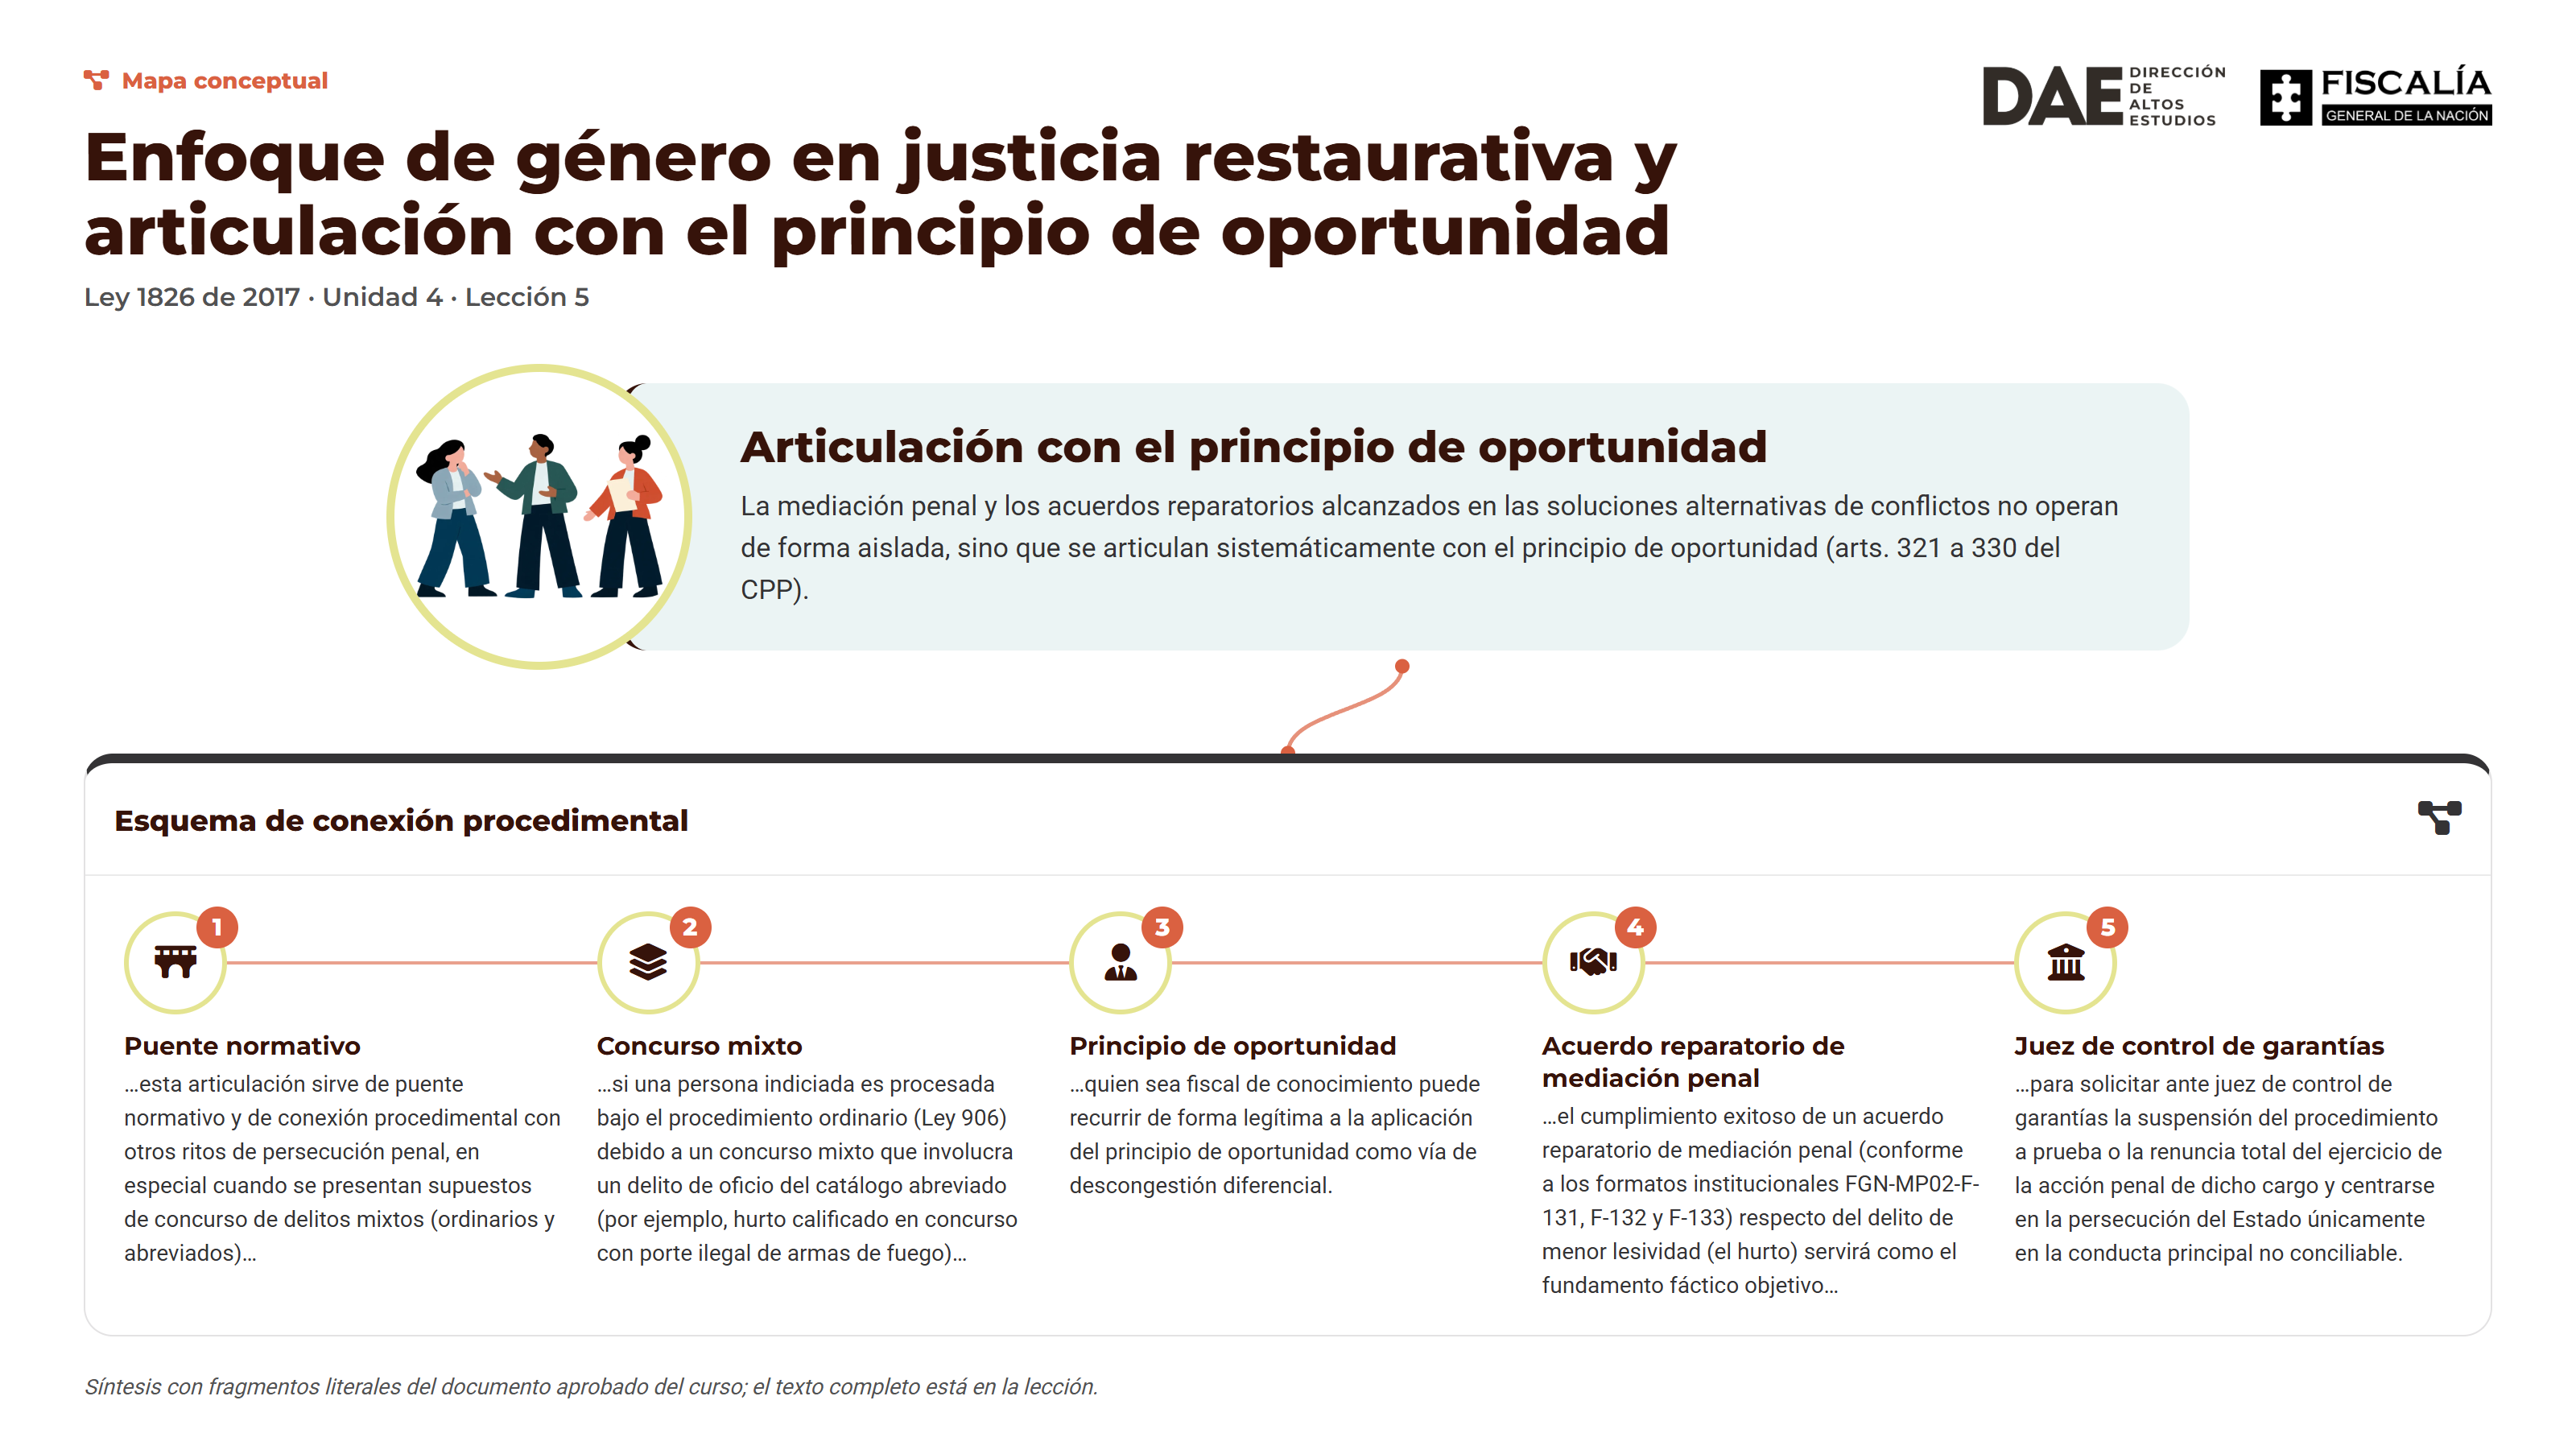 Mapa conceptual
DAE DIRECCIÓN
DE
ALTOS
ESTUDIOS
FISCALÍA
GENERAL DE LA NACIÓN
Enfoque de género en justicia restaurativa y
articulación con el principio de oportunidad
Ley 1826 de 2017 · Unidad 4 · Lección 5
Articulación con el principio de oportunidad
La mediación penal y los acuerdos reparatorios alcanzados en las soluciones alternativas de conflictos no operan
de forma aislada, sino que se articulan sistemáticamente con el principio de oportunidad (arts. 321 a 330 del
CPP).
Esquema de conexión procedimental
1
Puente normativo
…esta articulación sirve de puente
normativo y de conexión procedimental con
otros ritos de persecución penal, en
especial cuando se presentan supuestos
de concurso de delitos mixtos (ordinarios y
abreviados)…
2
Concurso mixto
…si una persona indiciada es procesada
bajo el procedimiento ordinario (Ley 906)
debido a un concurso mixto que involucra
un delito de oficio del catálogo abreviado
(por ejemplo, hurto calificado en concurso
con porte ilegal de armas de fuego)…
3
Principio de oportunidad
…quien sea fiscal de conocimiento puede
recurrir de forma legítima a la aplicación
del principio de oportunidad como vía de
descongestión diferencial.
4
Acuerdo reparatorio de
mediación penal
…el cumplimiento exitoso de un acuerdo
reparatorio de mediación penal (conforme
a los formatos institucionales FGN-MP02-F-
131, F-132 y F-133) respecto del delito de
menor lesividad (el hurto) servirá como el
fundamento fáctico objetivo…
5
Juez de control de garantías
…para solicitar ante juez de control de
garantías la suspensión del procedimiento
a prueba o la renuncia total del ejercicio de
la acción penal de dicho cargo y centrarse
en la persecución del Estado únicamente
en la conducta principal no conciliable.
Síntesis con fragmentos literales del documento aprobado del curso; el texto completo está en la lección.